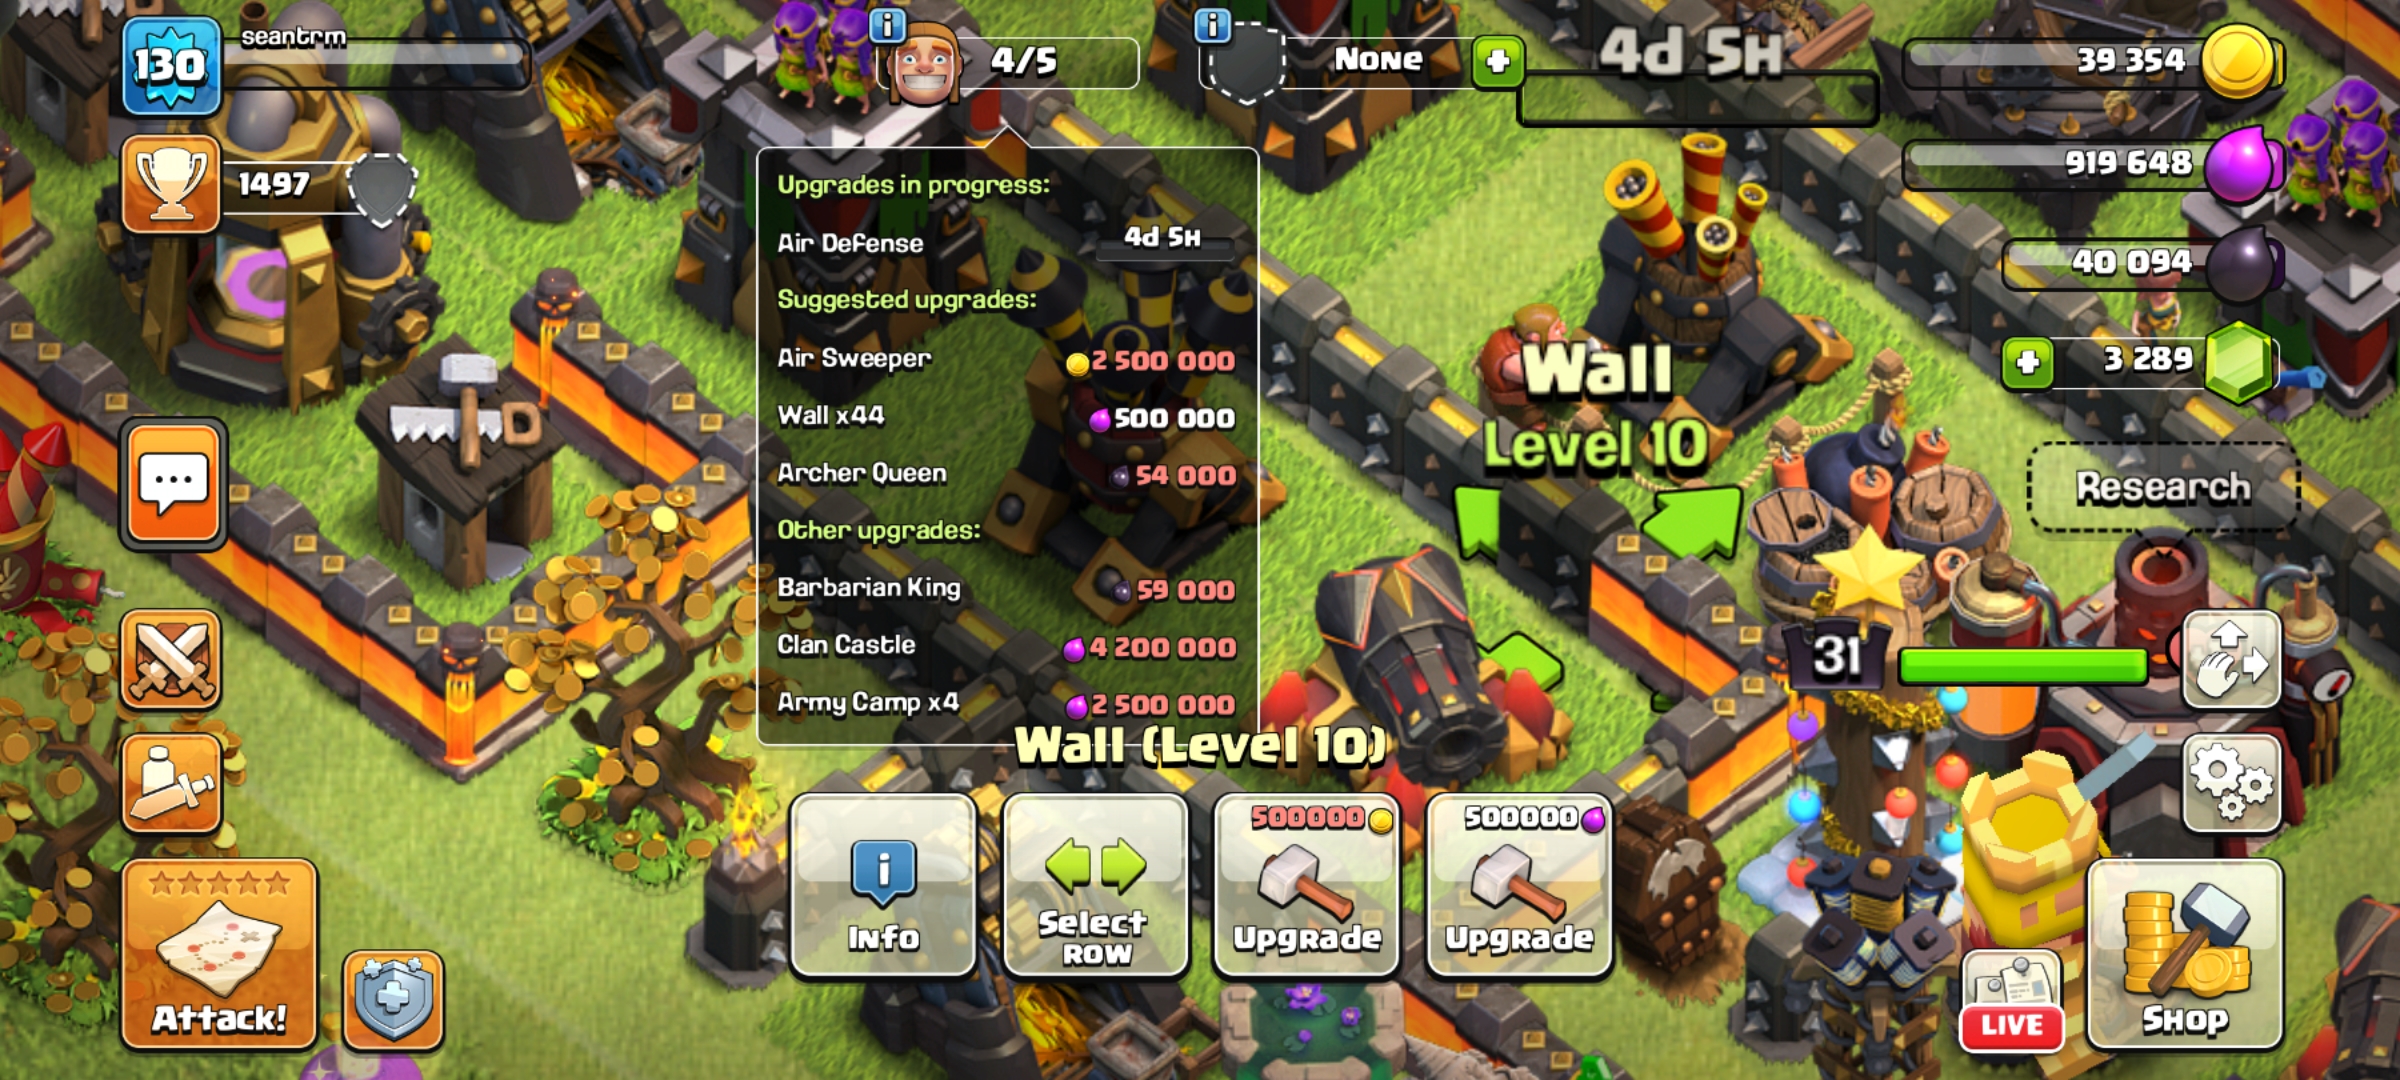 130
seantrm
4/5
None
4d 5H
39 354
1497
919 648
40 094
3 289
Upgrades in progress:
Air Defense
4d 5H
Suggested upgrades:
Air Sweeper
2 500 000
Wall x44
500 000
Archer Queen
54 000
Other upgrades:
Barbarian King
59 000
Clan Castle
4 200 000
Army Camp x4
2 500 000
Wall
Level 10
Research
31
Wall (Level 10)
Info
Select
Row
500000
Upgrade
500000
Upgrade
Attack!
LIVE
Shop